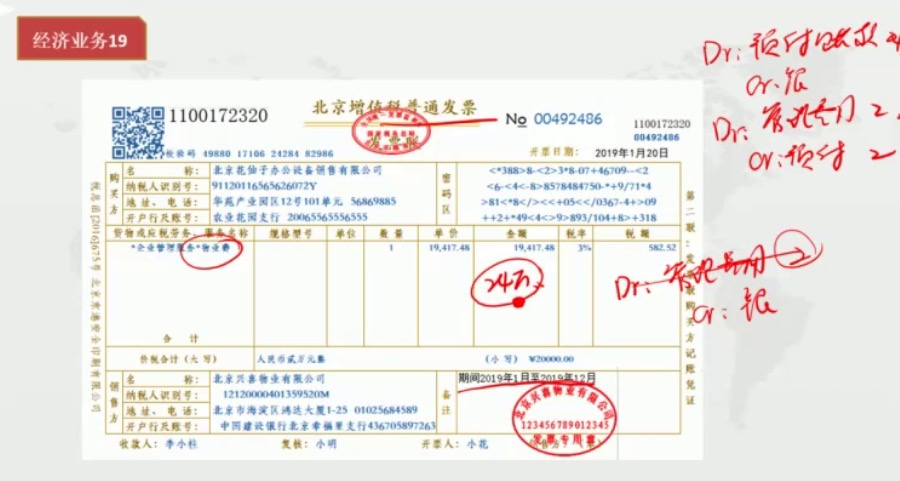 经济业务19
Dr: 预付账款 24
Cr: 银
Dr: 管理费用 2
Cr: 预付 2
1100172320
北京增值税普通发票
No 00492486
1100172320
00492486
校验码 49880 17106 24284 82986
开票日期: 2019年1月20日
购买方
名 称: 北京花仙子办公设备销售有限公司
纳税人识别号: 91120116565626072Y
地址、电话: 华苑产业园区12号101单元 56869885
开户行及账号: 农业花园支行 20065565556555
密码区
<*388>8-<2>3*8-07+46709--<2
<6-<4<-8>8578484750-*+9/71*4
>81<*8</><<+05</0367-4+>09
++2+*49<4<>9>893/104+8>+318
货物或应税劳务、服务名称 规格型号 单位 数量 单价 金额 税率 税额
*企业管理服务*物业费 1 19,417.48 19,417.48 3% 582.52
24万
Dr: 管理费用 2
Cr: 银
合 计
价税合计(大写) 人民币贰万元整 (小写) ¥20000.00
销售方
名 称: 北京兴喜物业有限公司
纳税人识别号: 1212000040135952​0M
地址、电话: 北京市海淀区鸿达大厦1-25 01025684589
开户行及账号: 中国建设银行北京幸福里支行436705897263
备注
期间2019年1月至2019年12月
北京兴喜物业有限公司
123456789012345
发票专用章
收款人: 李小柱 复核: 小明 开票人: 小花
第二联:发票联 购买方记账凭证